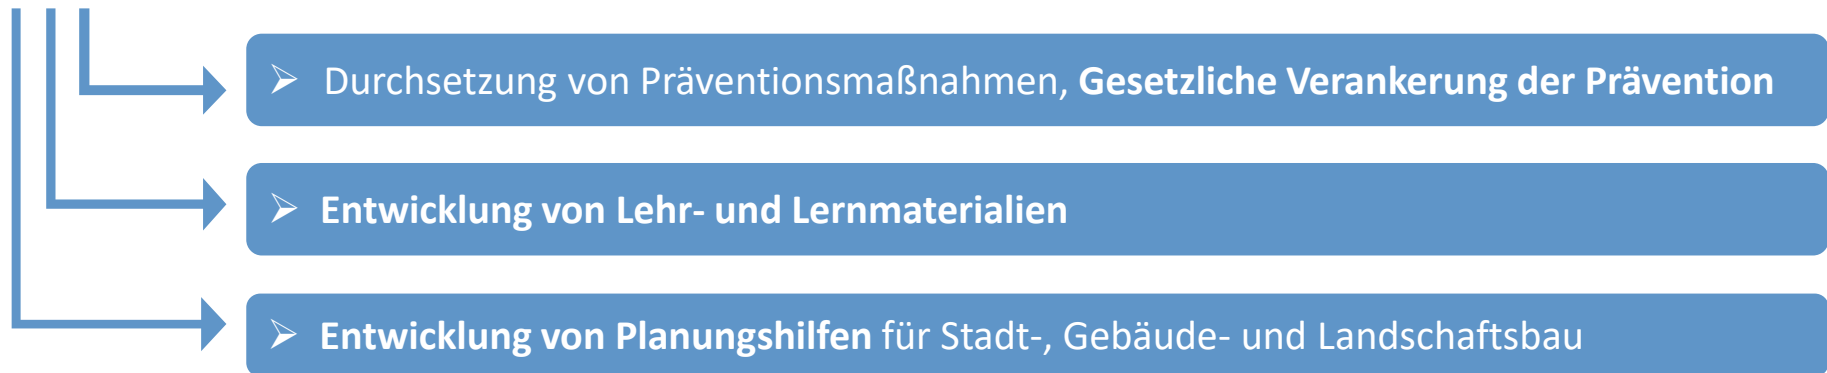 ➢ Durchsetzung von Präventionsmaßnahmen, Gesetzliche Verankerung der Prävention
➢ Entwicklung von Lehr- und Lernmaterialien
➢ Entwicklung von Planungshilfen für Stadt-, Gebäude- und Landschaftsbau